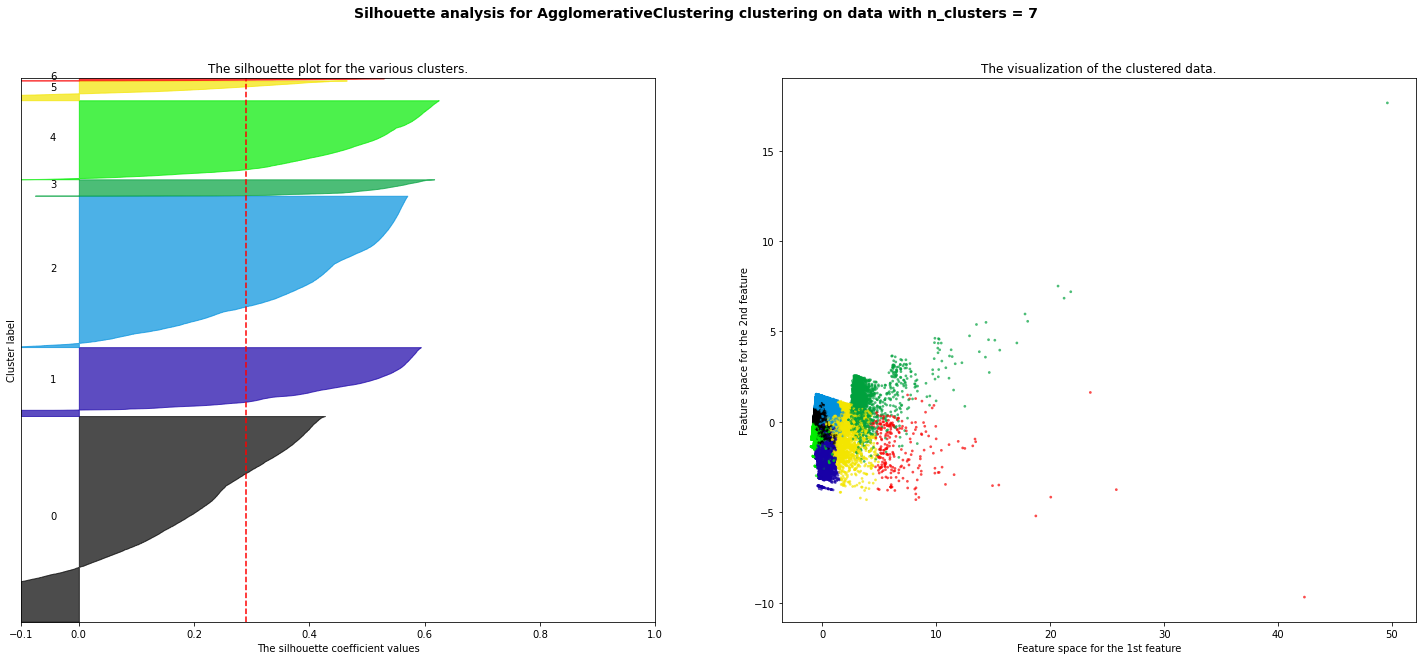 Silhouette analysis for AgglomerativeClustering clustering on data with n_clusters = 7
The silhouette plot for the various clusters.
6
5
4
3
2
1
0
Cluster label
−0.1 0.0 0.2 0.4 0.6 0.8 1.0
The silhouette coefficient values
The visualization of the clustered data.
15
10
5
0
−5
−10
Feature space for the 2nd feature
0 10 20 30 40 50
Feature space for the 1st feature